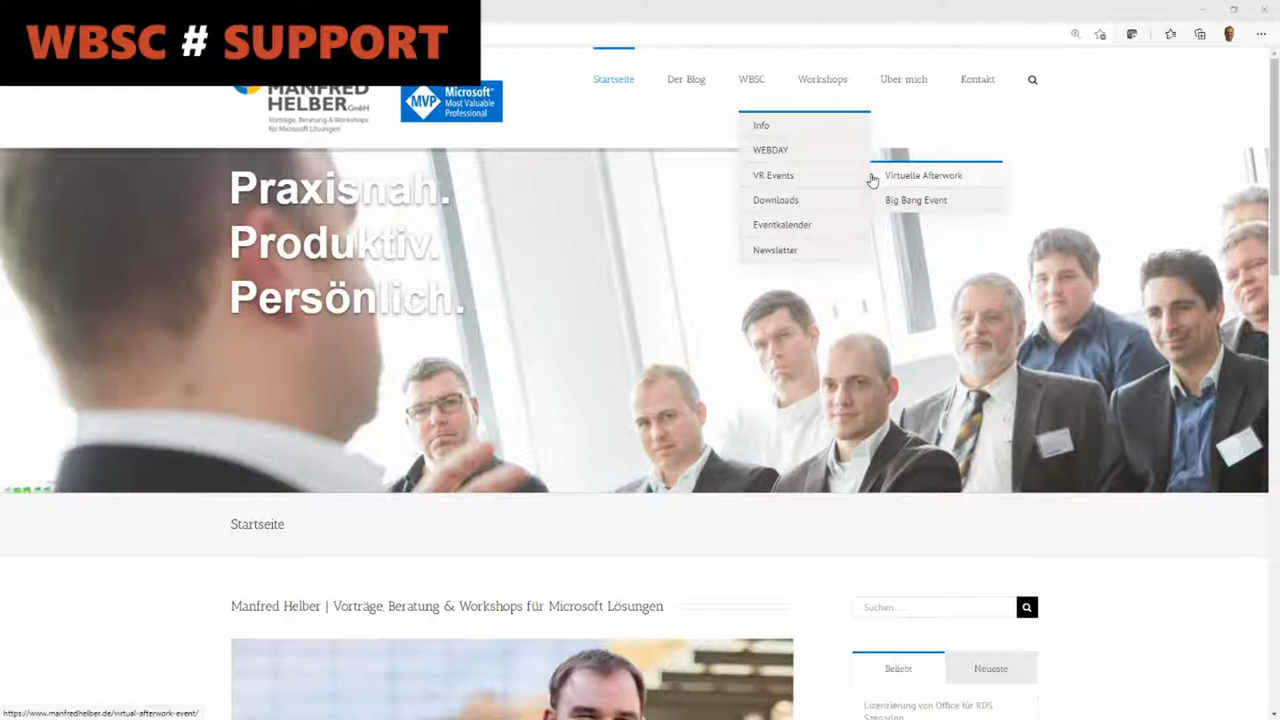 WBSC # SUPPORT
MANFRED
HELBER GmbH
Vorträge, Beratung & Workshops
für Microsoft Lösungen
MVP
Microsoft®
Most Valuable
Professional
Startseite
Der Blog
WBSC
Workshops
Über mich
Kontakt
Info
WEBDAY
VR Events
Downloads
Eventkalender
Newsletter
Virtuelle Afterwork
Big Bang Event
Praxisnah.
Produktiv.
Persönlich.
Startseite
Manfred Helber | Vorträge, Beratung & Workshops für Microsoft Lösungen
Suchen...
Beliebt
Neueste
Lizenzierung von Office für RDS
Szenarien
https://www.manfredhelber.de/virtual-afterwork-event/